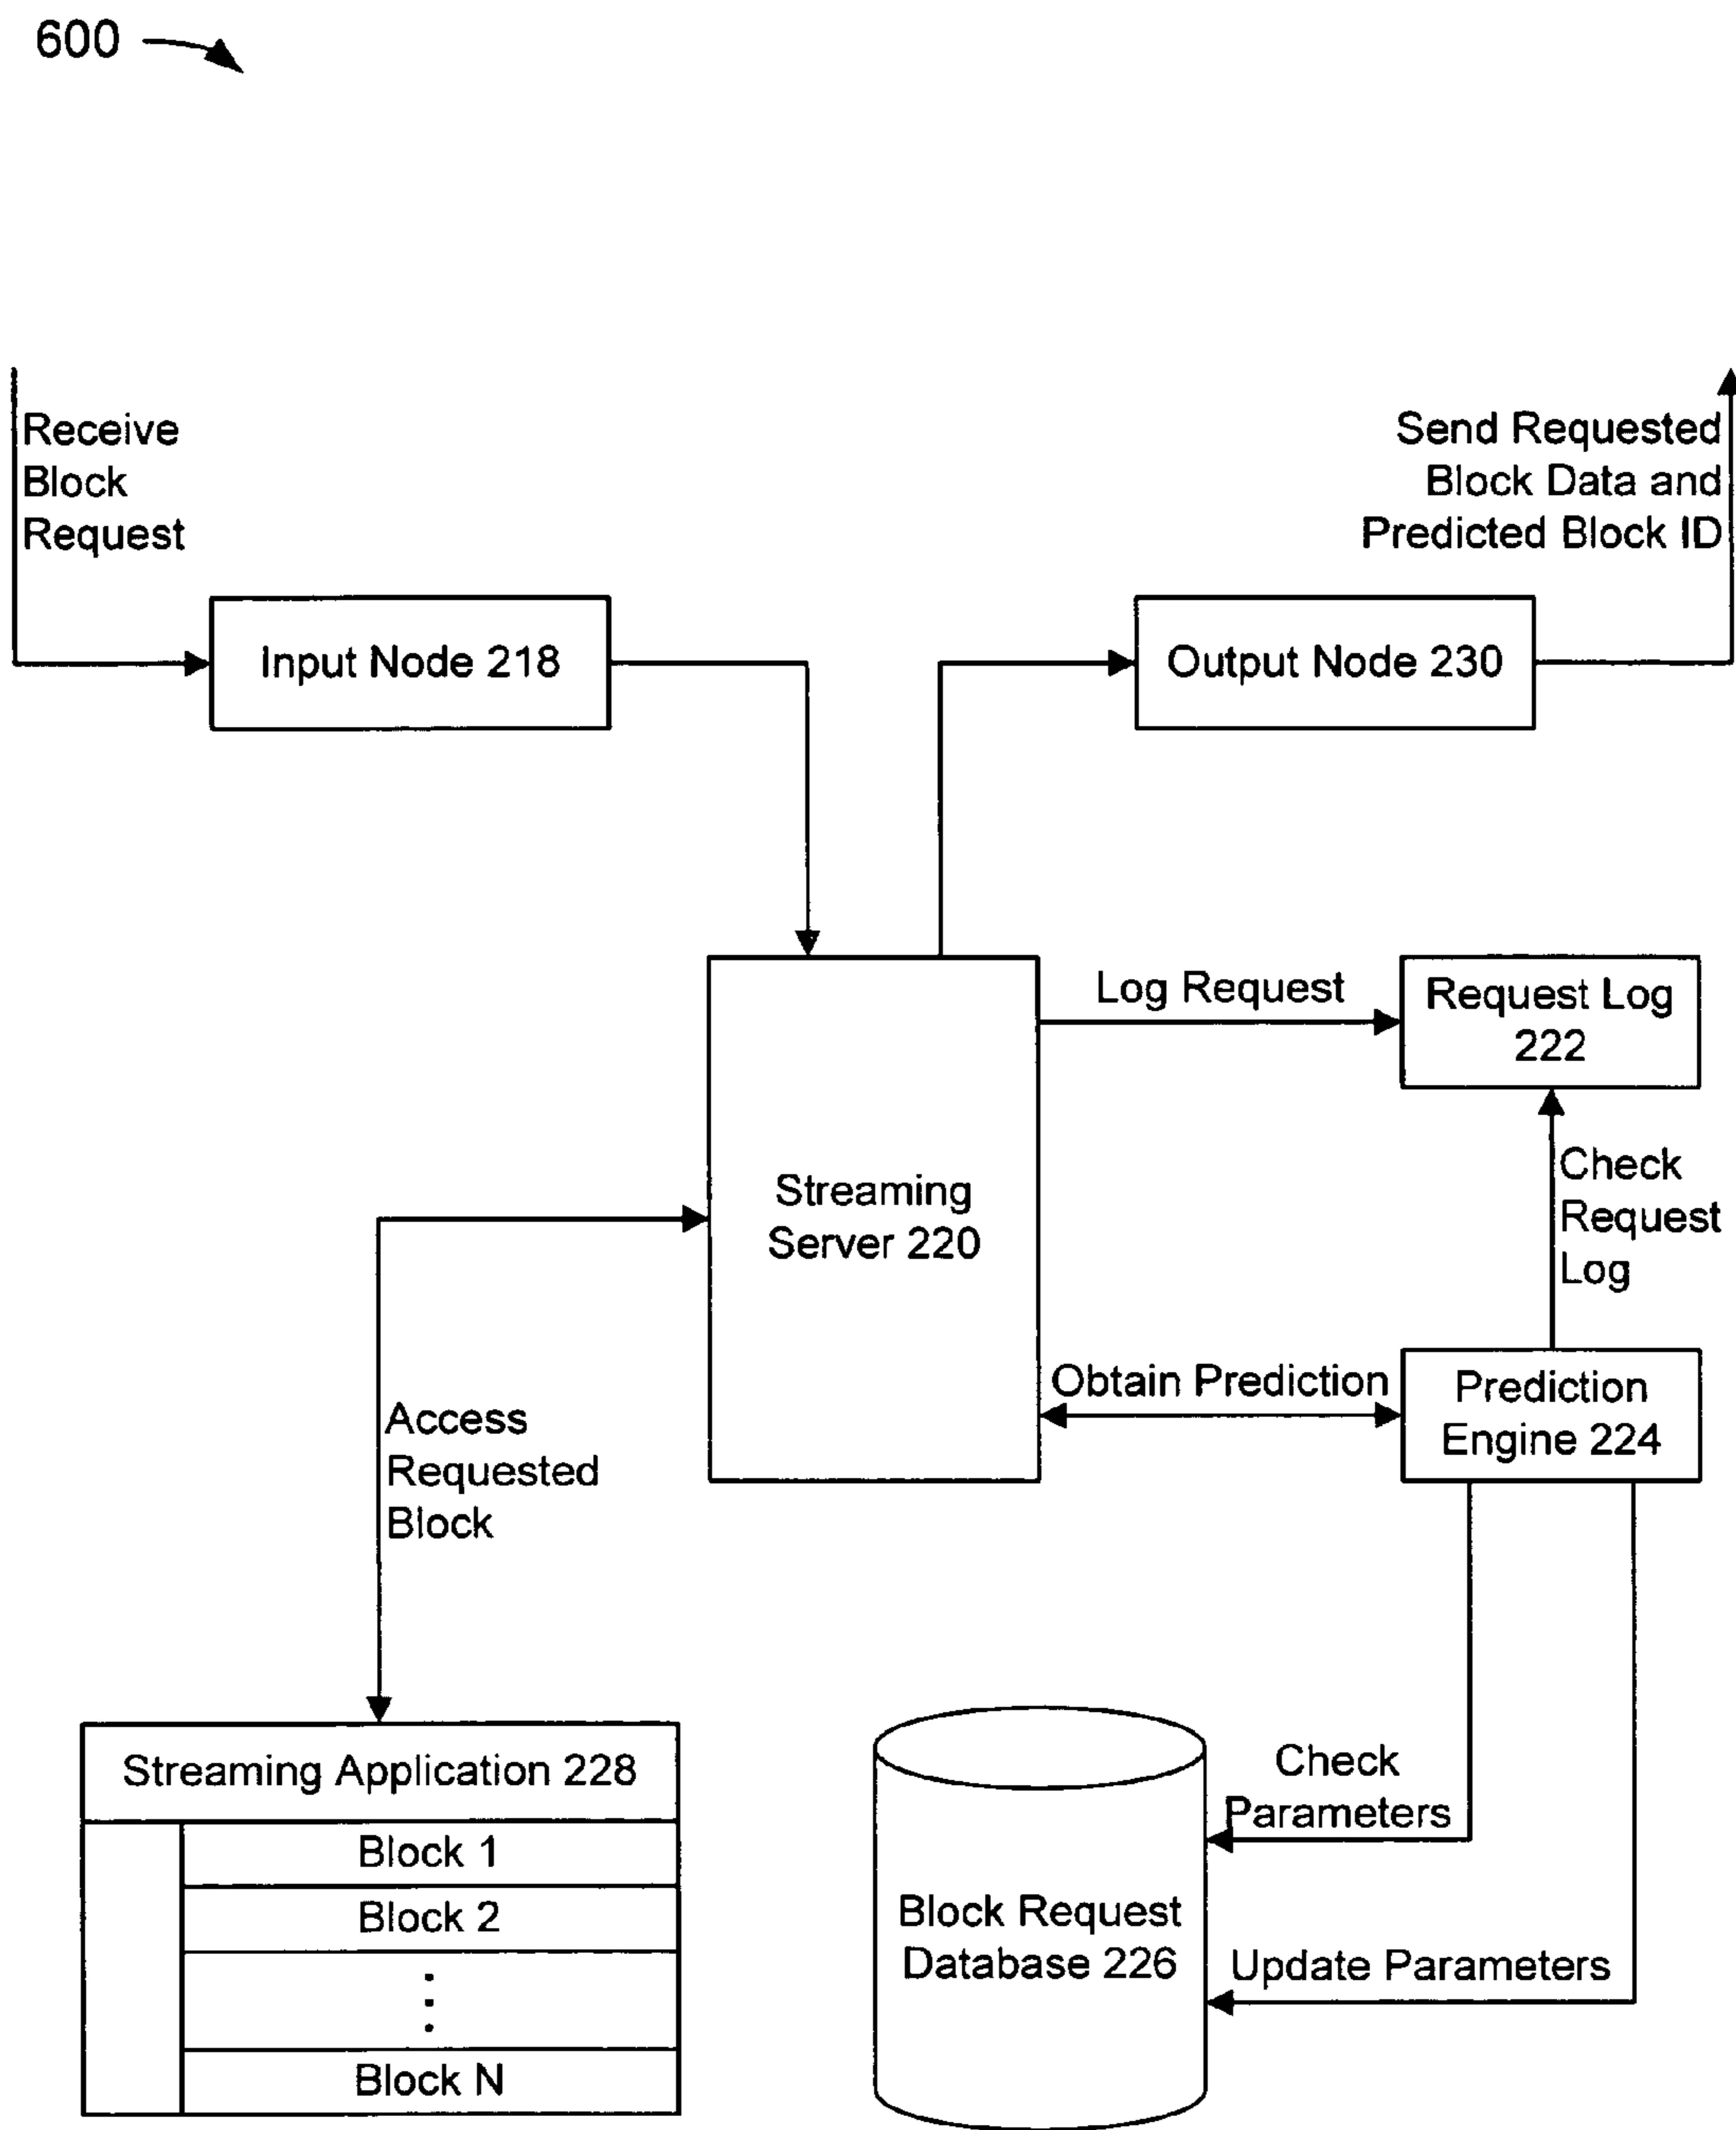 600
Receive
Block
Request
Send Requested
Block Data and
Predicted Block ID
Input Node 218
Output Node 230
Log Request
Request Log
222
Streaming
Server 220
Check
Request
Log
Obtain Prediction
Prediction
Engine 224
Access
Requested
Block
Streaming Application 228
Block 1
Block 2
Block N
Check
Parameters
Block Request
Database 226
Update Parameters